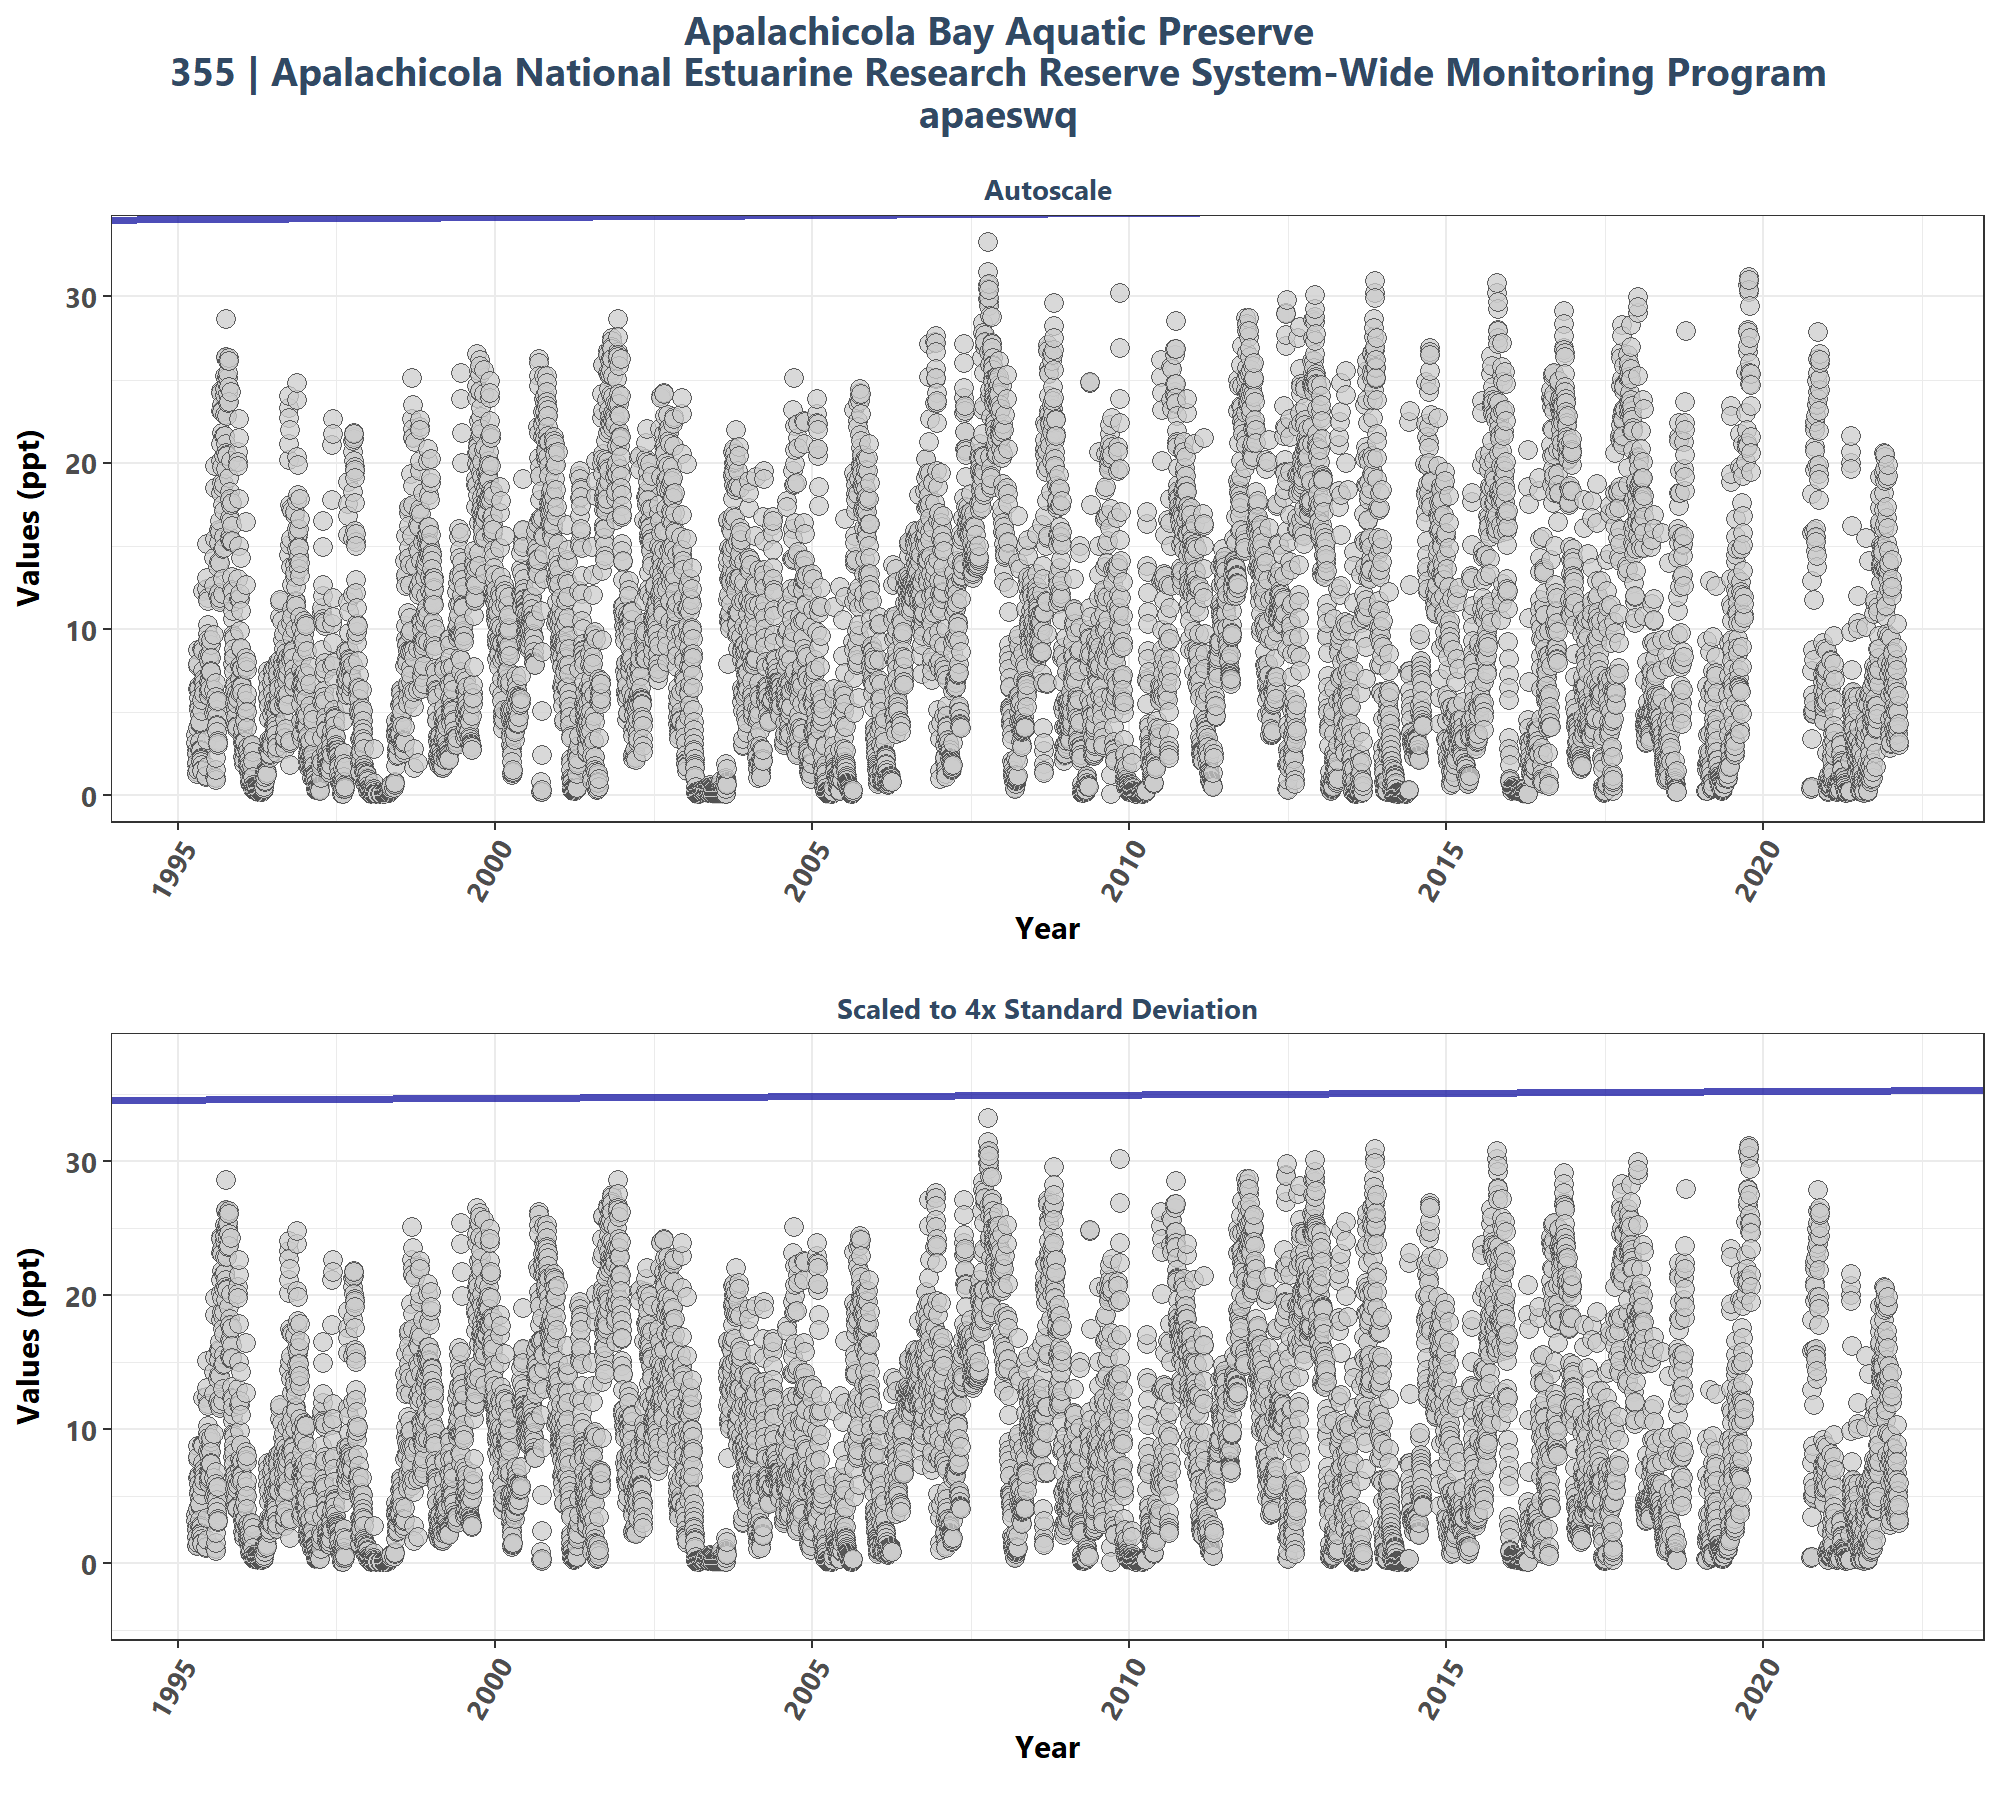 Apalachicola Bay Aquatic Preserve
355 | Apalachicola National Estuarine Research Reserve System-Wide Monitoring Program
apaeswq
Autoscale
Values (ppt)
30
20
10
0
1995
2000
2005
2010
2015
2020
Year
Scaled to 4x Standard Deviation
Values (ppt)
30
20
10
0
1995
2000
2005
2010
2015
2020
Year